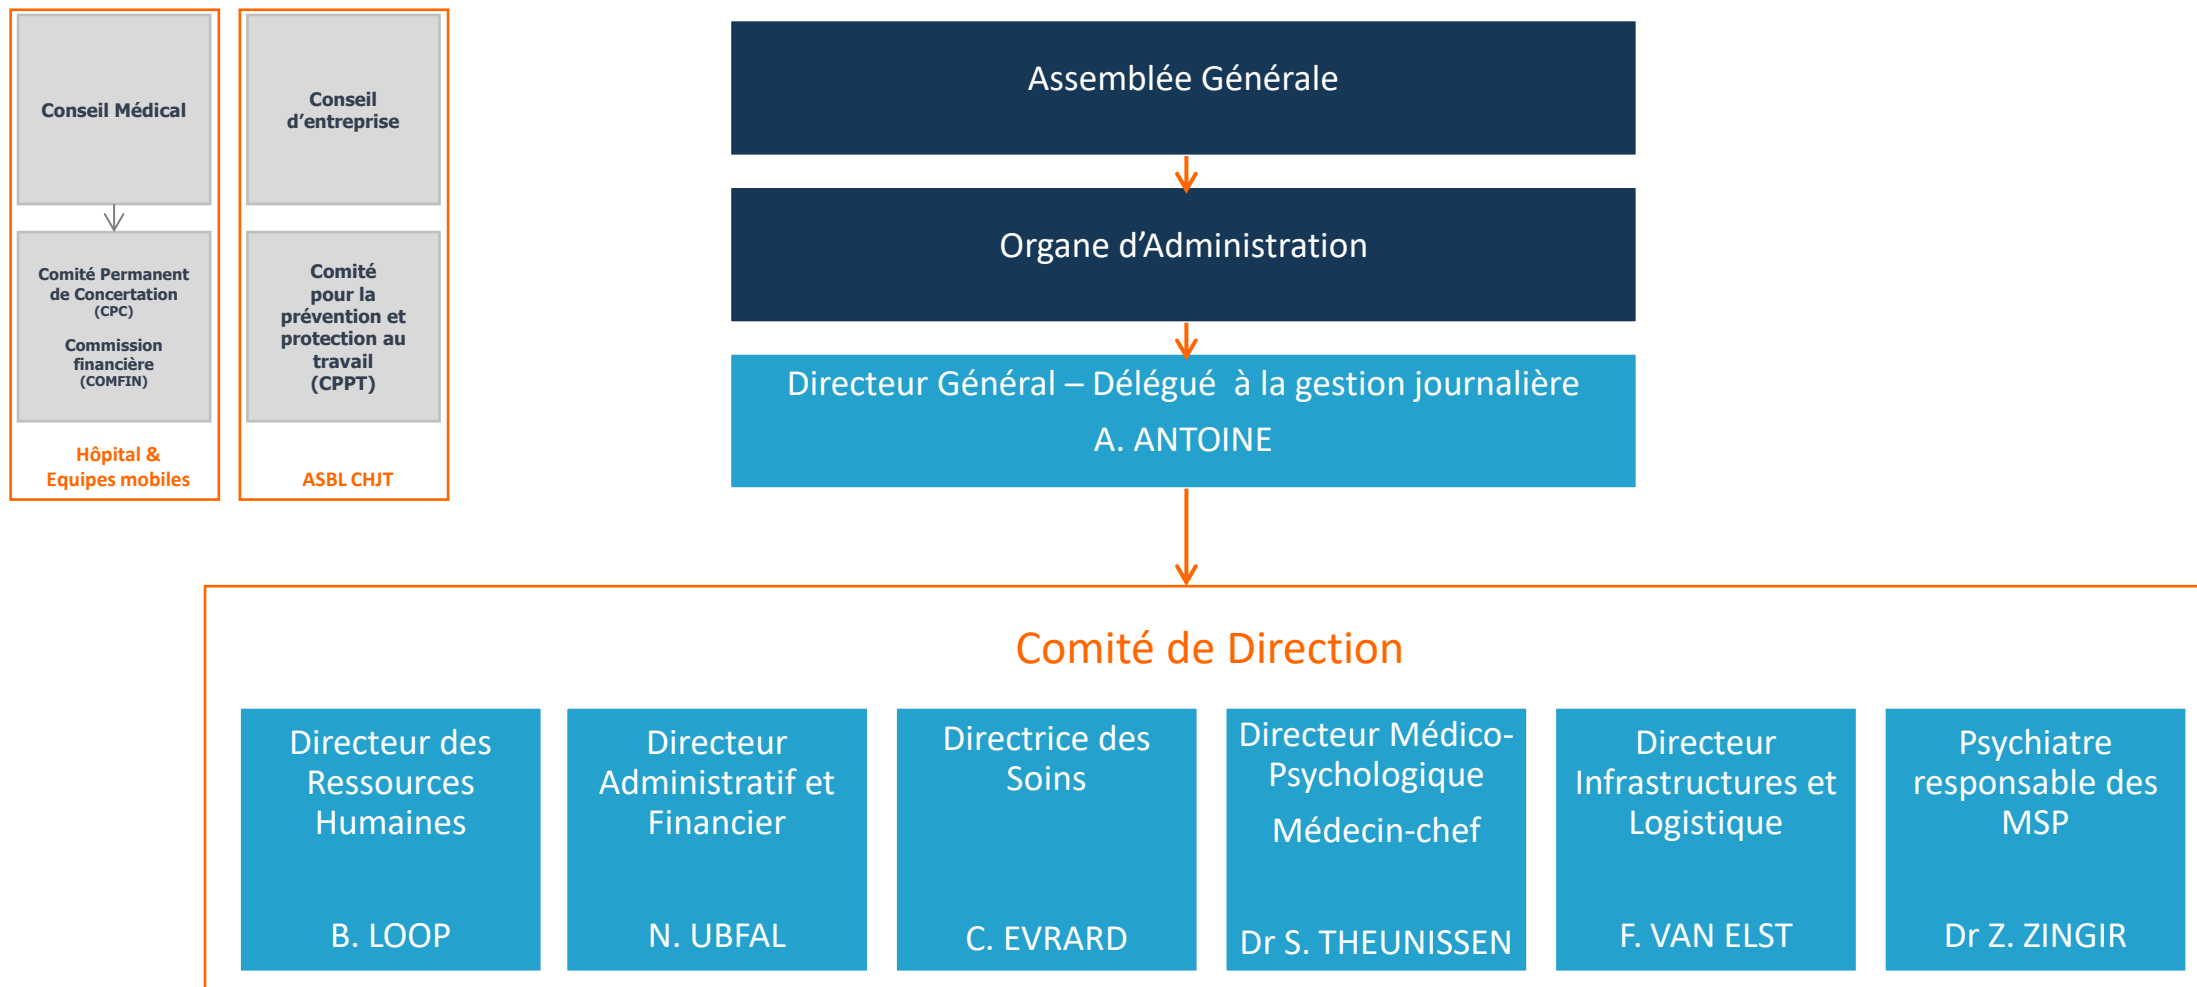 Conseil Médical
Comité Permanent
de Concertation
(CPC)
Commission
financière
(COMFIN)
Hôpital &
Equipes mobiles
Conseil
d’entreprise
Comité
pour la
prévention et
protection au
travail
(CPPT)
ASBL CHJT
Assemblée Générale
Organe d’Administration
Directeur Général – Délégué  à la gestion journalière
A. ANTOINE
Comité de Direction
Directeur des
Ressources
Humaines
B. LOOP
Directeur
Administratif et
Financier
N. UBFAL
Directrice des
Soins
C. EVRARD
Directeur Médico-
Psychologique
Médecin-chef
Dr S. THEUNISSEN
Directeur
Infrastructures et
Logistique
F. VAN ELST
Psychiatre
responsable des
MSP
Dr Z. ZINGIR